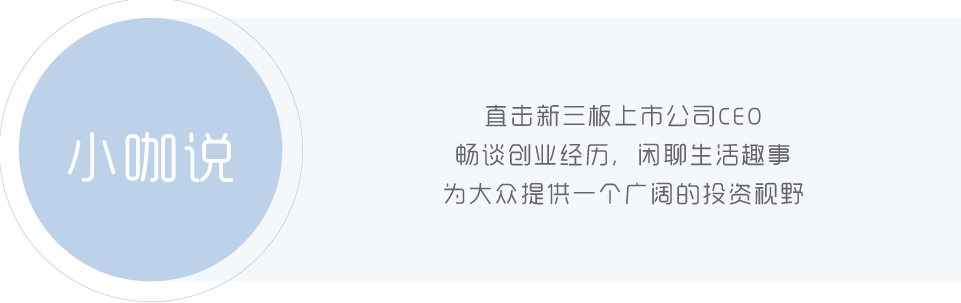 小咖说
直击新三板上市公司CEO
畅谈创业经历，闲聊生活趣事
为大众提供一个广阔的投资视野